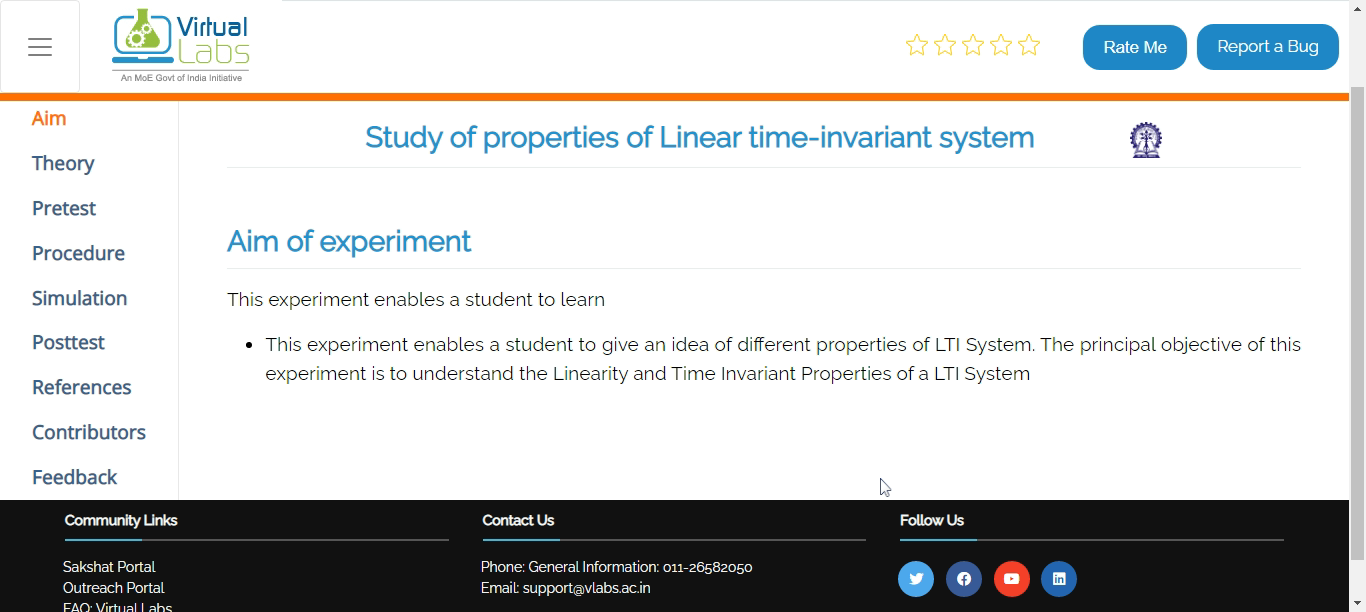 Virtual
Labs
An MoE Govt of India Initiative
Rate Me
Report a Bug
Aim
Theory
Pretest
Procedure
Simulation
Posttest
References
Contributors
Feedback
Study of properties of Linear time-invariant system
Aim of experiment
This experiment enables a student to learn
• This experiment enables a student to give an idea of different properties of LTI System. The principal objective of this
experiment is to understand the Linearity and Time Invariant Properties of a LTI System
Community Links
Sakshat Portal
Outreach Portal
FAQ: Virtual Labs
Contact Us
Phone: General Information: 011-26582050
Email: support@vlabs.ac.in
Follow Us